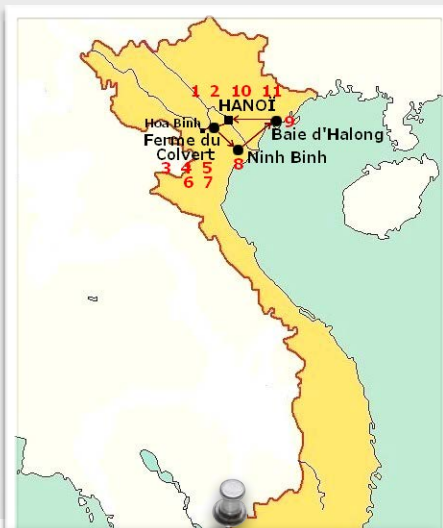 1 2 10 11
HANOÏ
Hoa Binh
9
Baie d'Halong
Ferme du
Colvert
Ninh Binh
8
3 4 5
6 7